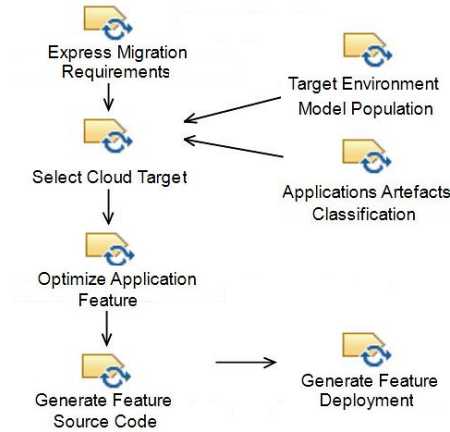 Express Migration
Requirements
Target Environment
Model Population
Select Cloud Target
Applications Artefacts
Classification
Optimize Application
Feature
Generate Feature
Source Code
Generate Feature
Deployment